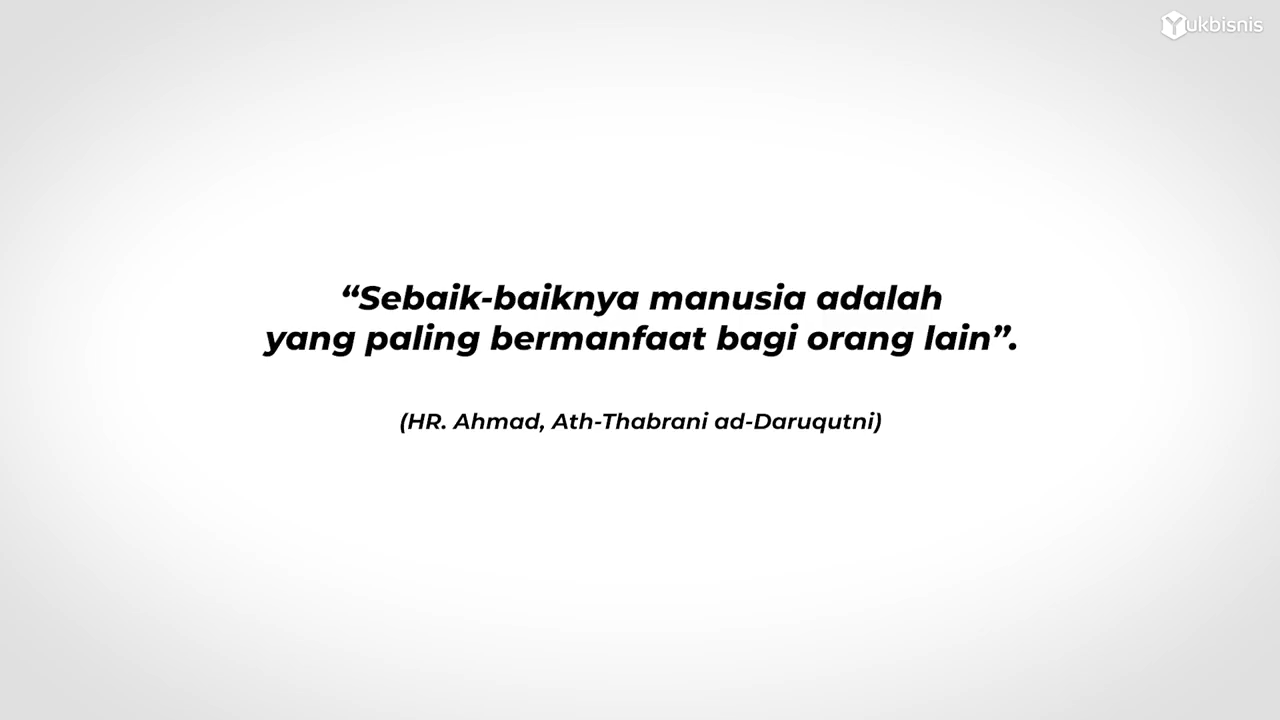 Yukbisnis
“Sebaik-baiknya manusia adalah
yang paling bermanfaat bagi orang lain”.
(HR. Ahmad, Ath-Thabrani ad-Daruqutni)